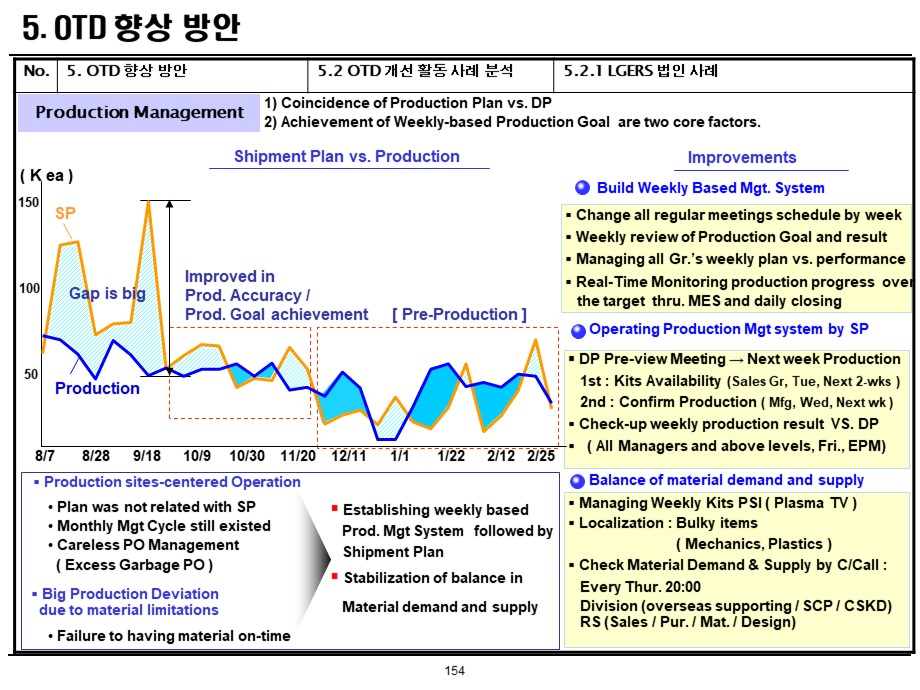 5. OTD 향상 방안
No. 5. OTD 향상 방안 5.2 OTD 개선 활동 사례 분석 5.2.1 LGERS 법인 사례
Production Management
1) Coincidence of Production Plan vs. DP
2) Achievement of Weekly-based Production Goal are two core factors.
Shipment Plan vs. Production
( K ea )
150
SP
100
Gap is big
Improved in
Prod. Accuracy /
Prod. Goal achievement
[ Pre-Production ]
50
Production
8/7 8/28 9/18 10/9 10/30 11/20 12/11 1/1 1/22 2/12 2/25
▪ Production sites-centered Operation
• Plan was not related with SP
• Monthly Mgt Cycle still existed
• Careless PO Management
( Excess Garbage PO )
▪ Big Production Deviation
due to material limitations
• Failure to having material on-time
▪ Establishing weekly based
Prod. Mgt System followed by
Shipment Plan
▪ Stabilization of balance in
Material demand and supply
Improvements
Build Weekly Based Mgt. System
▪ Change all regular meetings schedule by week
▪ Weekly review of Production Goal and result
▪ Managing all Gr.’s weekly plan vs. performance
▪ Real-Time Monitoring production progress over
the target thru. MES and daily closing
Operating Production Mgt system by SP
▪ DP Pre-view Meeting → Next week Production
1st : Kits Availability (Sales Gr, Tue, Next 2-wks )
2nd : Confirm Production ( Mfg, Wed, Next wk )
▪ Check-up weekly production result VS. DP
▪ ( All Managers and above levels, Fri., EPM)
Balance of material demand and supply
▪ Managing Weekly Kits PSI ( Plasma TV )
▪ Localization : Bulky items
( Mechanics, Plastics )
▪ Check Material Demand & Supply by C/Call :
Every Thur. 20:00
Division (overseas supporting / SCP / CSKD)
RS (Sales / Pur. / Mat. / Design)
154